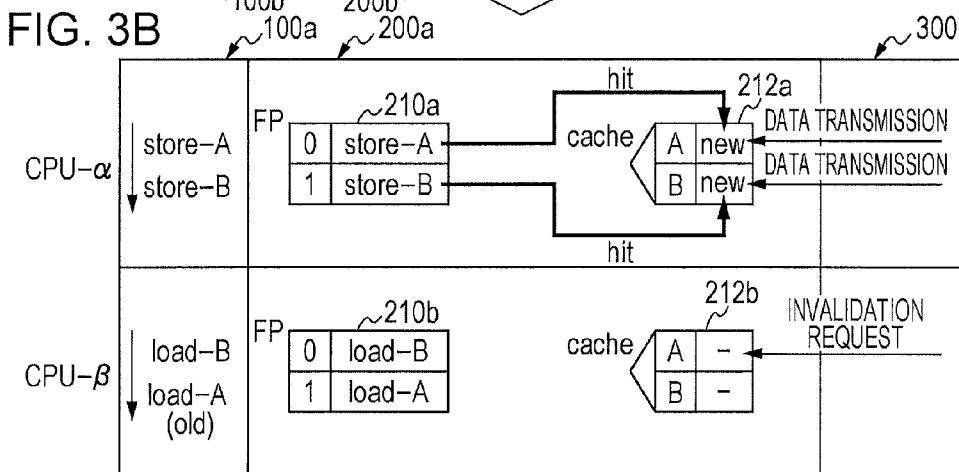 100b 200b
FIG. 3B 100a 200a 300
hit
FP 210a 212a DATA TRANSMISSION
CPU-α store-A 0 store-A cache A new
store-B 1 store-B B new DATA TRANSMISSION
hit
FP 210b 212b INVALIDATION
REQUEST
CPU-β load-B 0 load-B cache A -
load-A 1 load-A B -
(old)